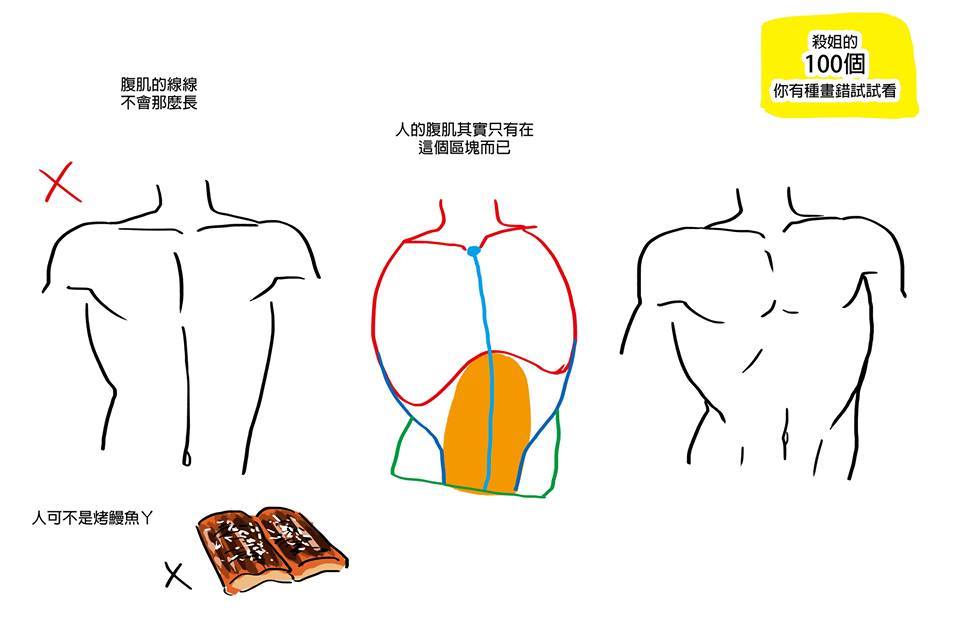 殺姐的
100個
你有種畫錯試試看
腹肌的線線
不會那麼長
人的腹肌其實只有在
這個區塊而已
人可不是烤鰻魚ㄚ